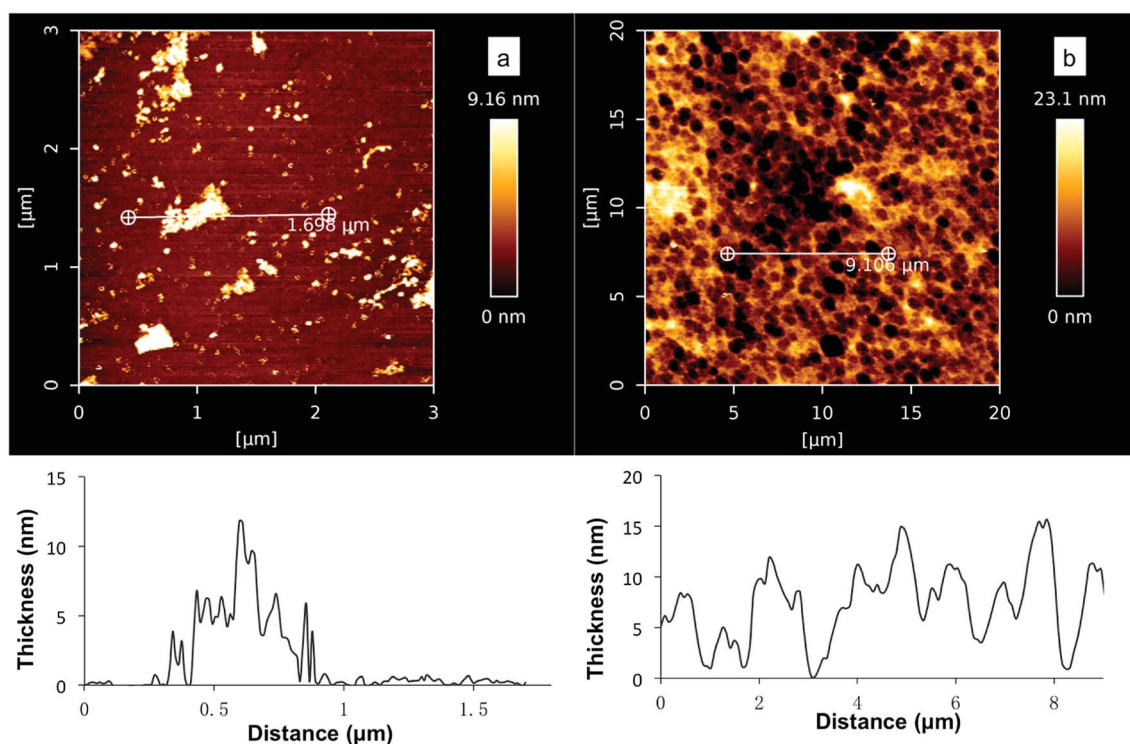 a
9.16 nm
0 nm
3
2
1
0
[µm]
1.698 µm
0 1 2 3
[µm]
b
23.1 nm
0 nm
20
15
10
5
0
[µm]
9.106 µm
0 5 10 15 20
[µm]
15
10
5
0
Thickness (nm)
0 0.5 1 1.5
Distance (µm)
20
15
10
5
0
Thickness (nm)
0 2 4 6 8
Distance (µm)